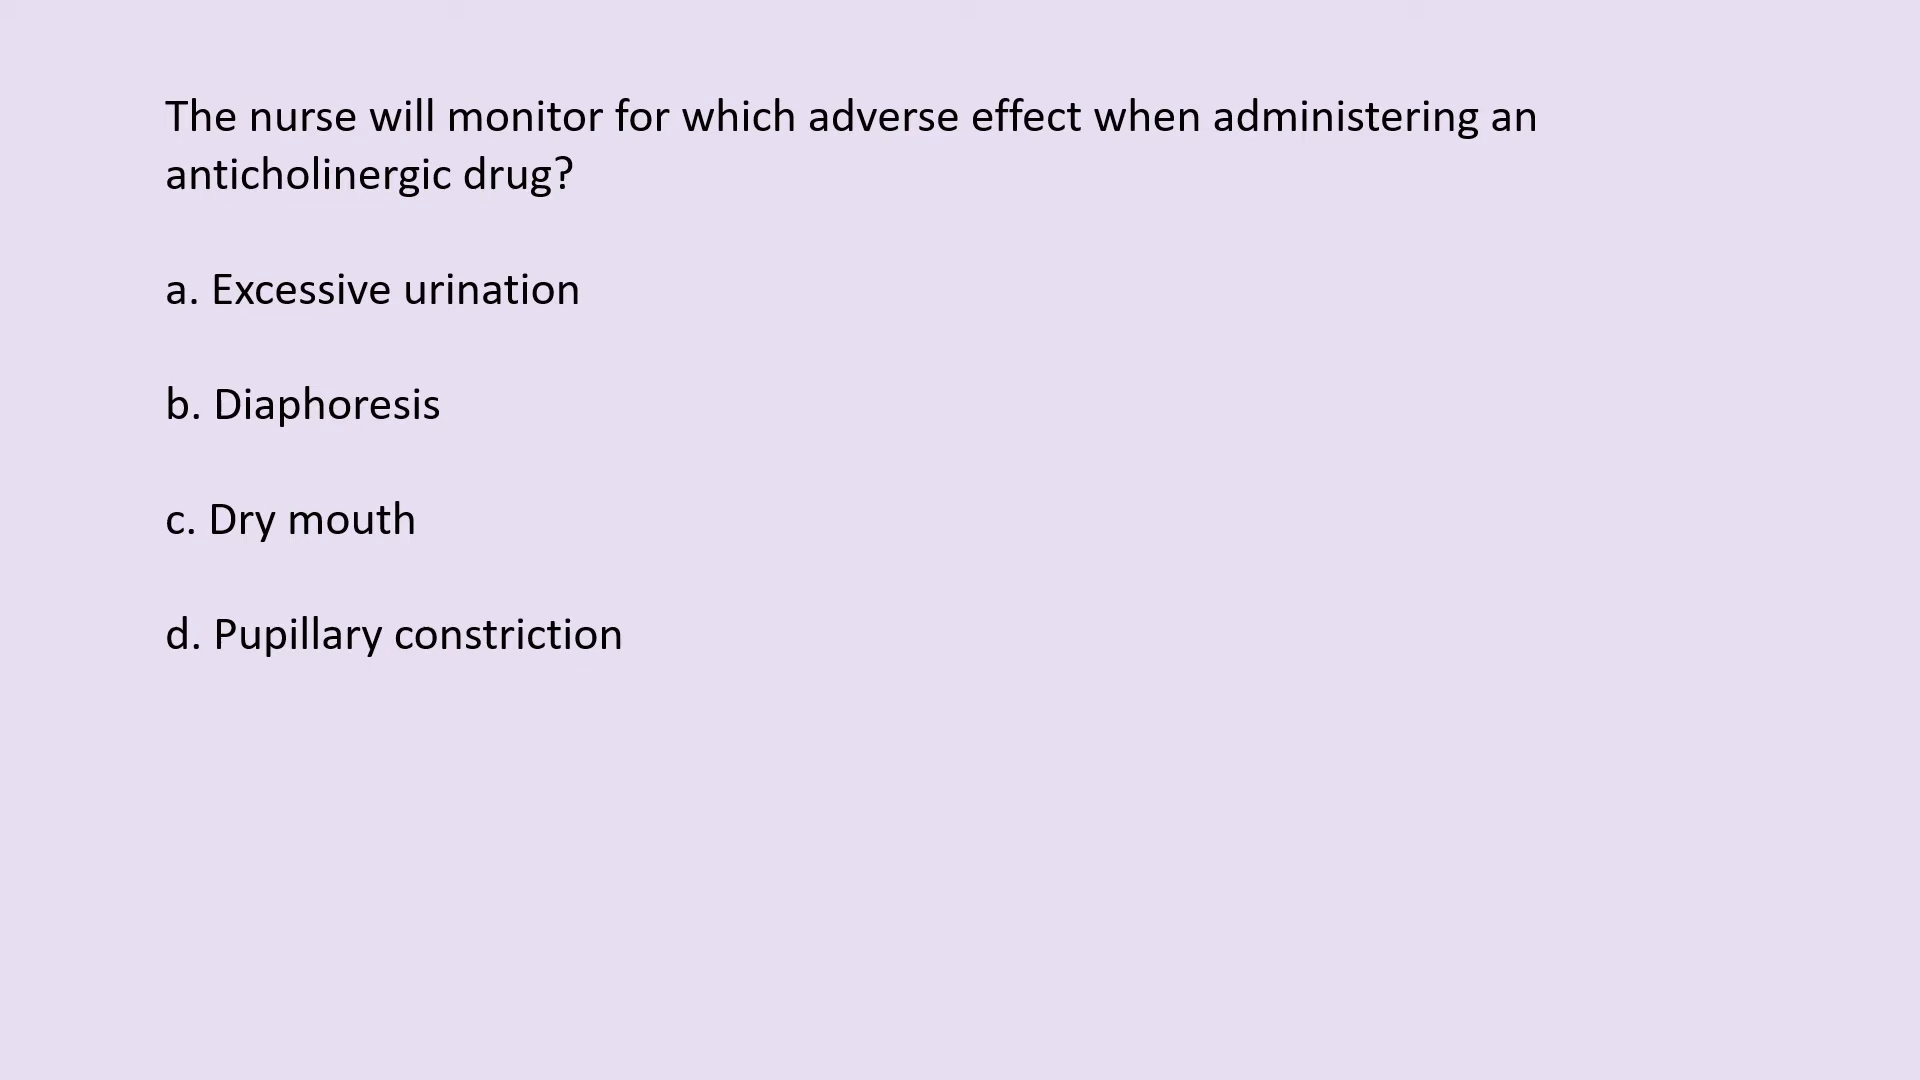 The nurse will monitor for which adverse effect when administering an
anticholinergic drug?
a. Excessive urination
b. Diaphoresis
c. Dry mouth
d. Pupillary constriction